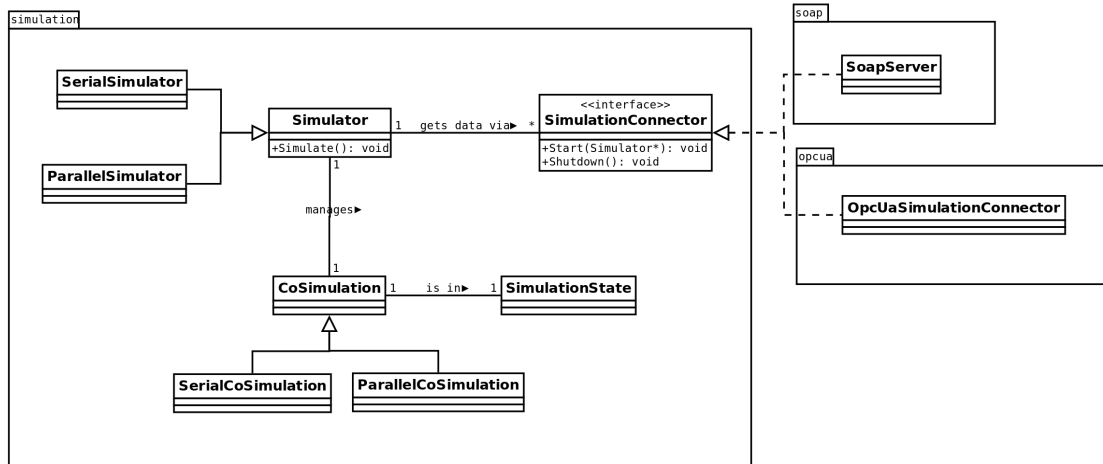 simulation
soap
SerialSimulator
SoapServer
Simulator
+Simulate(): void
1 gets data via► *
<<interface>>
SimulationConnector
+Start(Simulator*): void
+Shutdown(): void
ParallelSimulator
1
manages►
1
opcua
OpcUaSimulationConnector
CoSimulation
1 is in► 1
SimulationState
SerialCoSimulation
ParallelCoSimulation